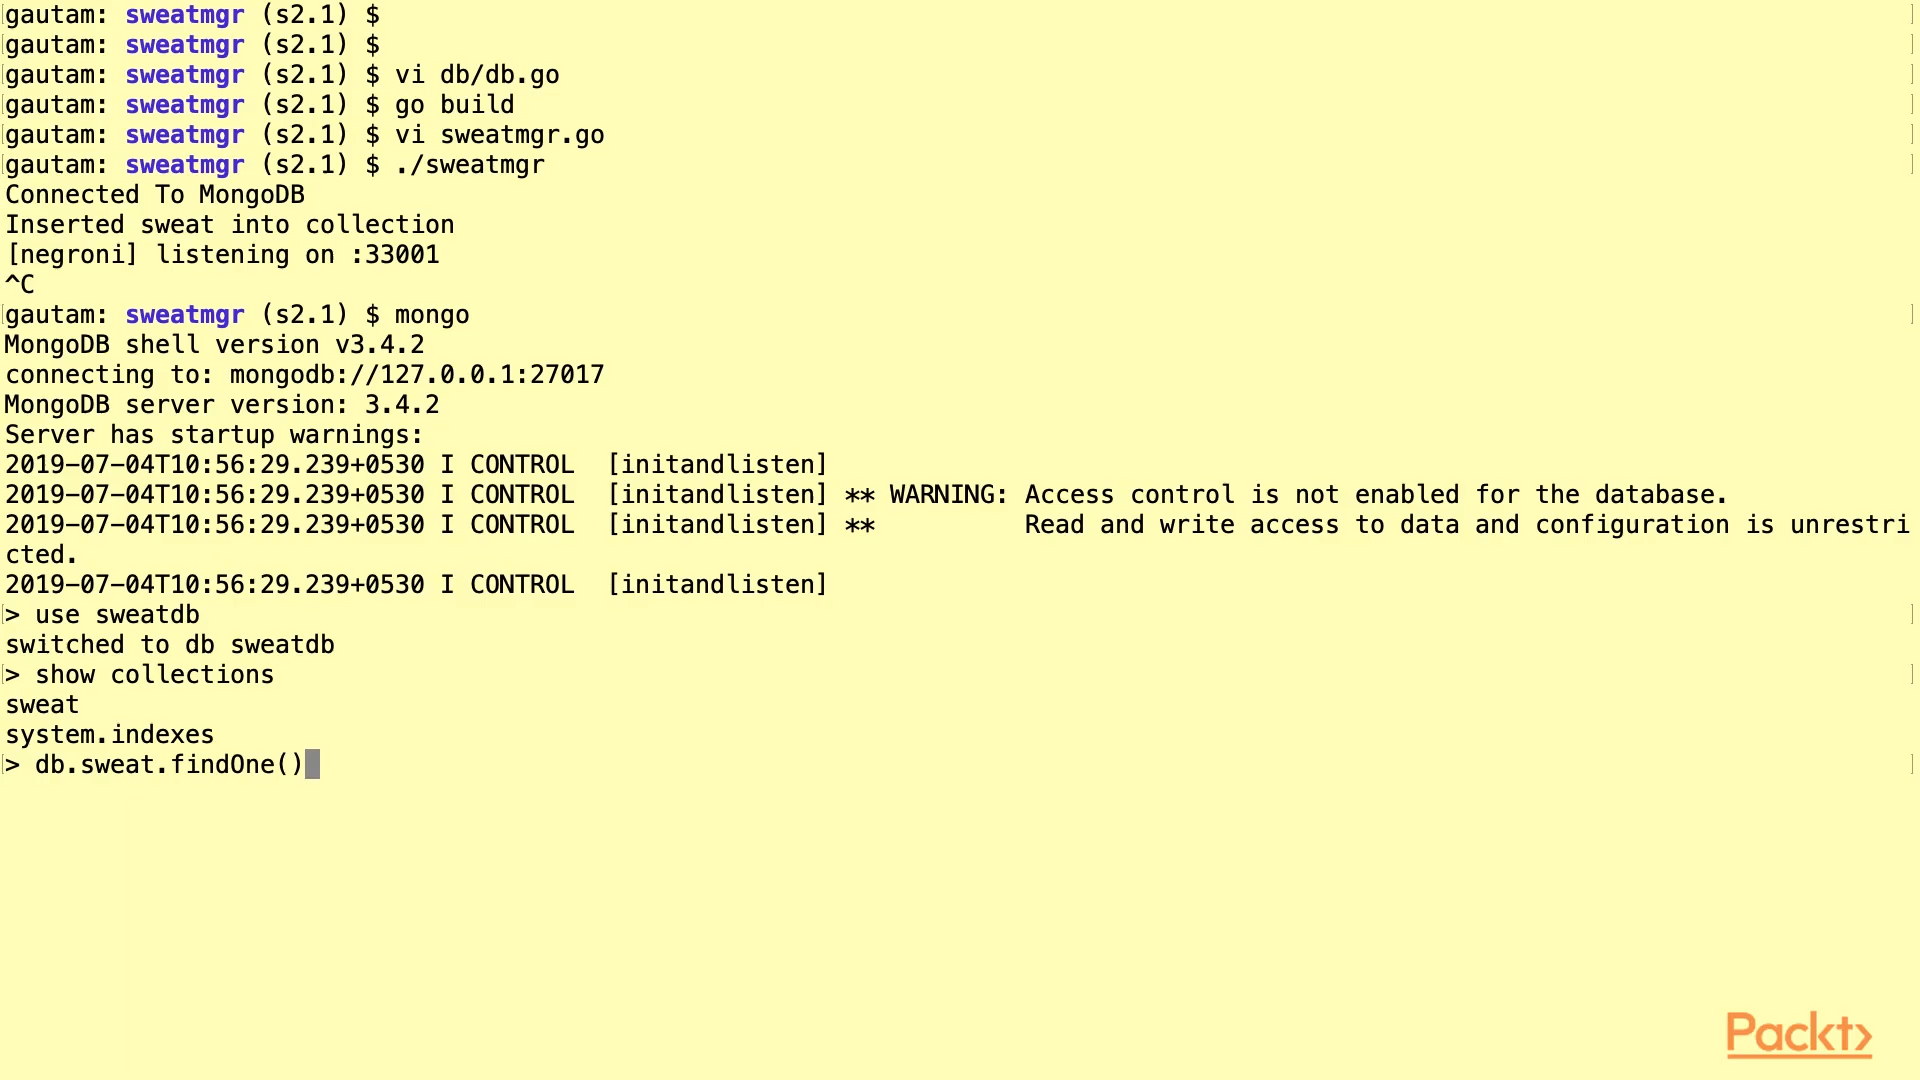 gautam: sweatmgr (s2.1) $
gautam: sweatmgr (s2.1) $
gautam: sweatmgr (s2.1) $ vi db/db.go
gautam: sweatmgr (s2.1) $ go build
gautam: sweatmgr (s2.1) $ vi sweatmgr.go
gautam: sweatmgr (s2.1) $ ./sweatmgr
Connected To MongoDB
Inserted sweat into collection
[negroni] listening on :33001
^C
gautam: sweatmgr (s2.1) $ mongo
MongoDB shell version v3.4.2
connecting to: mongodb://127.0.0.1:27017
MongoDB server version: 3.4.2
Server has startup warnings:
2019-07-04T10:56:29.239+0530 I CONTROL  [initandlisten]
2019-07-04T10:56:29.239+0530 I CONTROL  [initandlisten] ** WARNING: Access control is not enabled for the database.
2019-07-04T10:56:29.239+0530 I CONTROL  [initandlisten] **          Read and write access to data and configuration is unrestri
cted.
2019-07-04T10:56:29.239+0530 I CONTROL  [initandlisten]
> use sweatdb
switched to db sweatdb
> show collections
sweat
system.indexes
> db.sweat.findOne()
Packt>